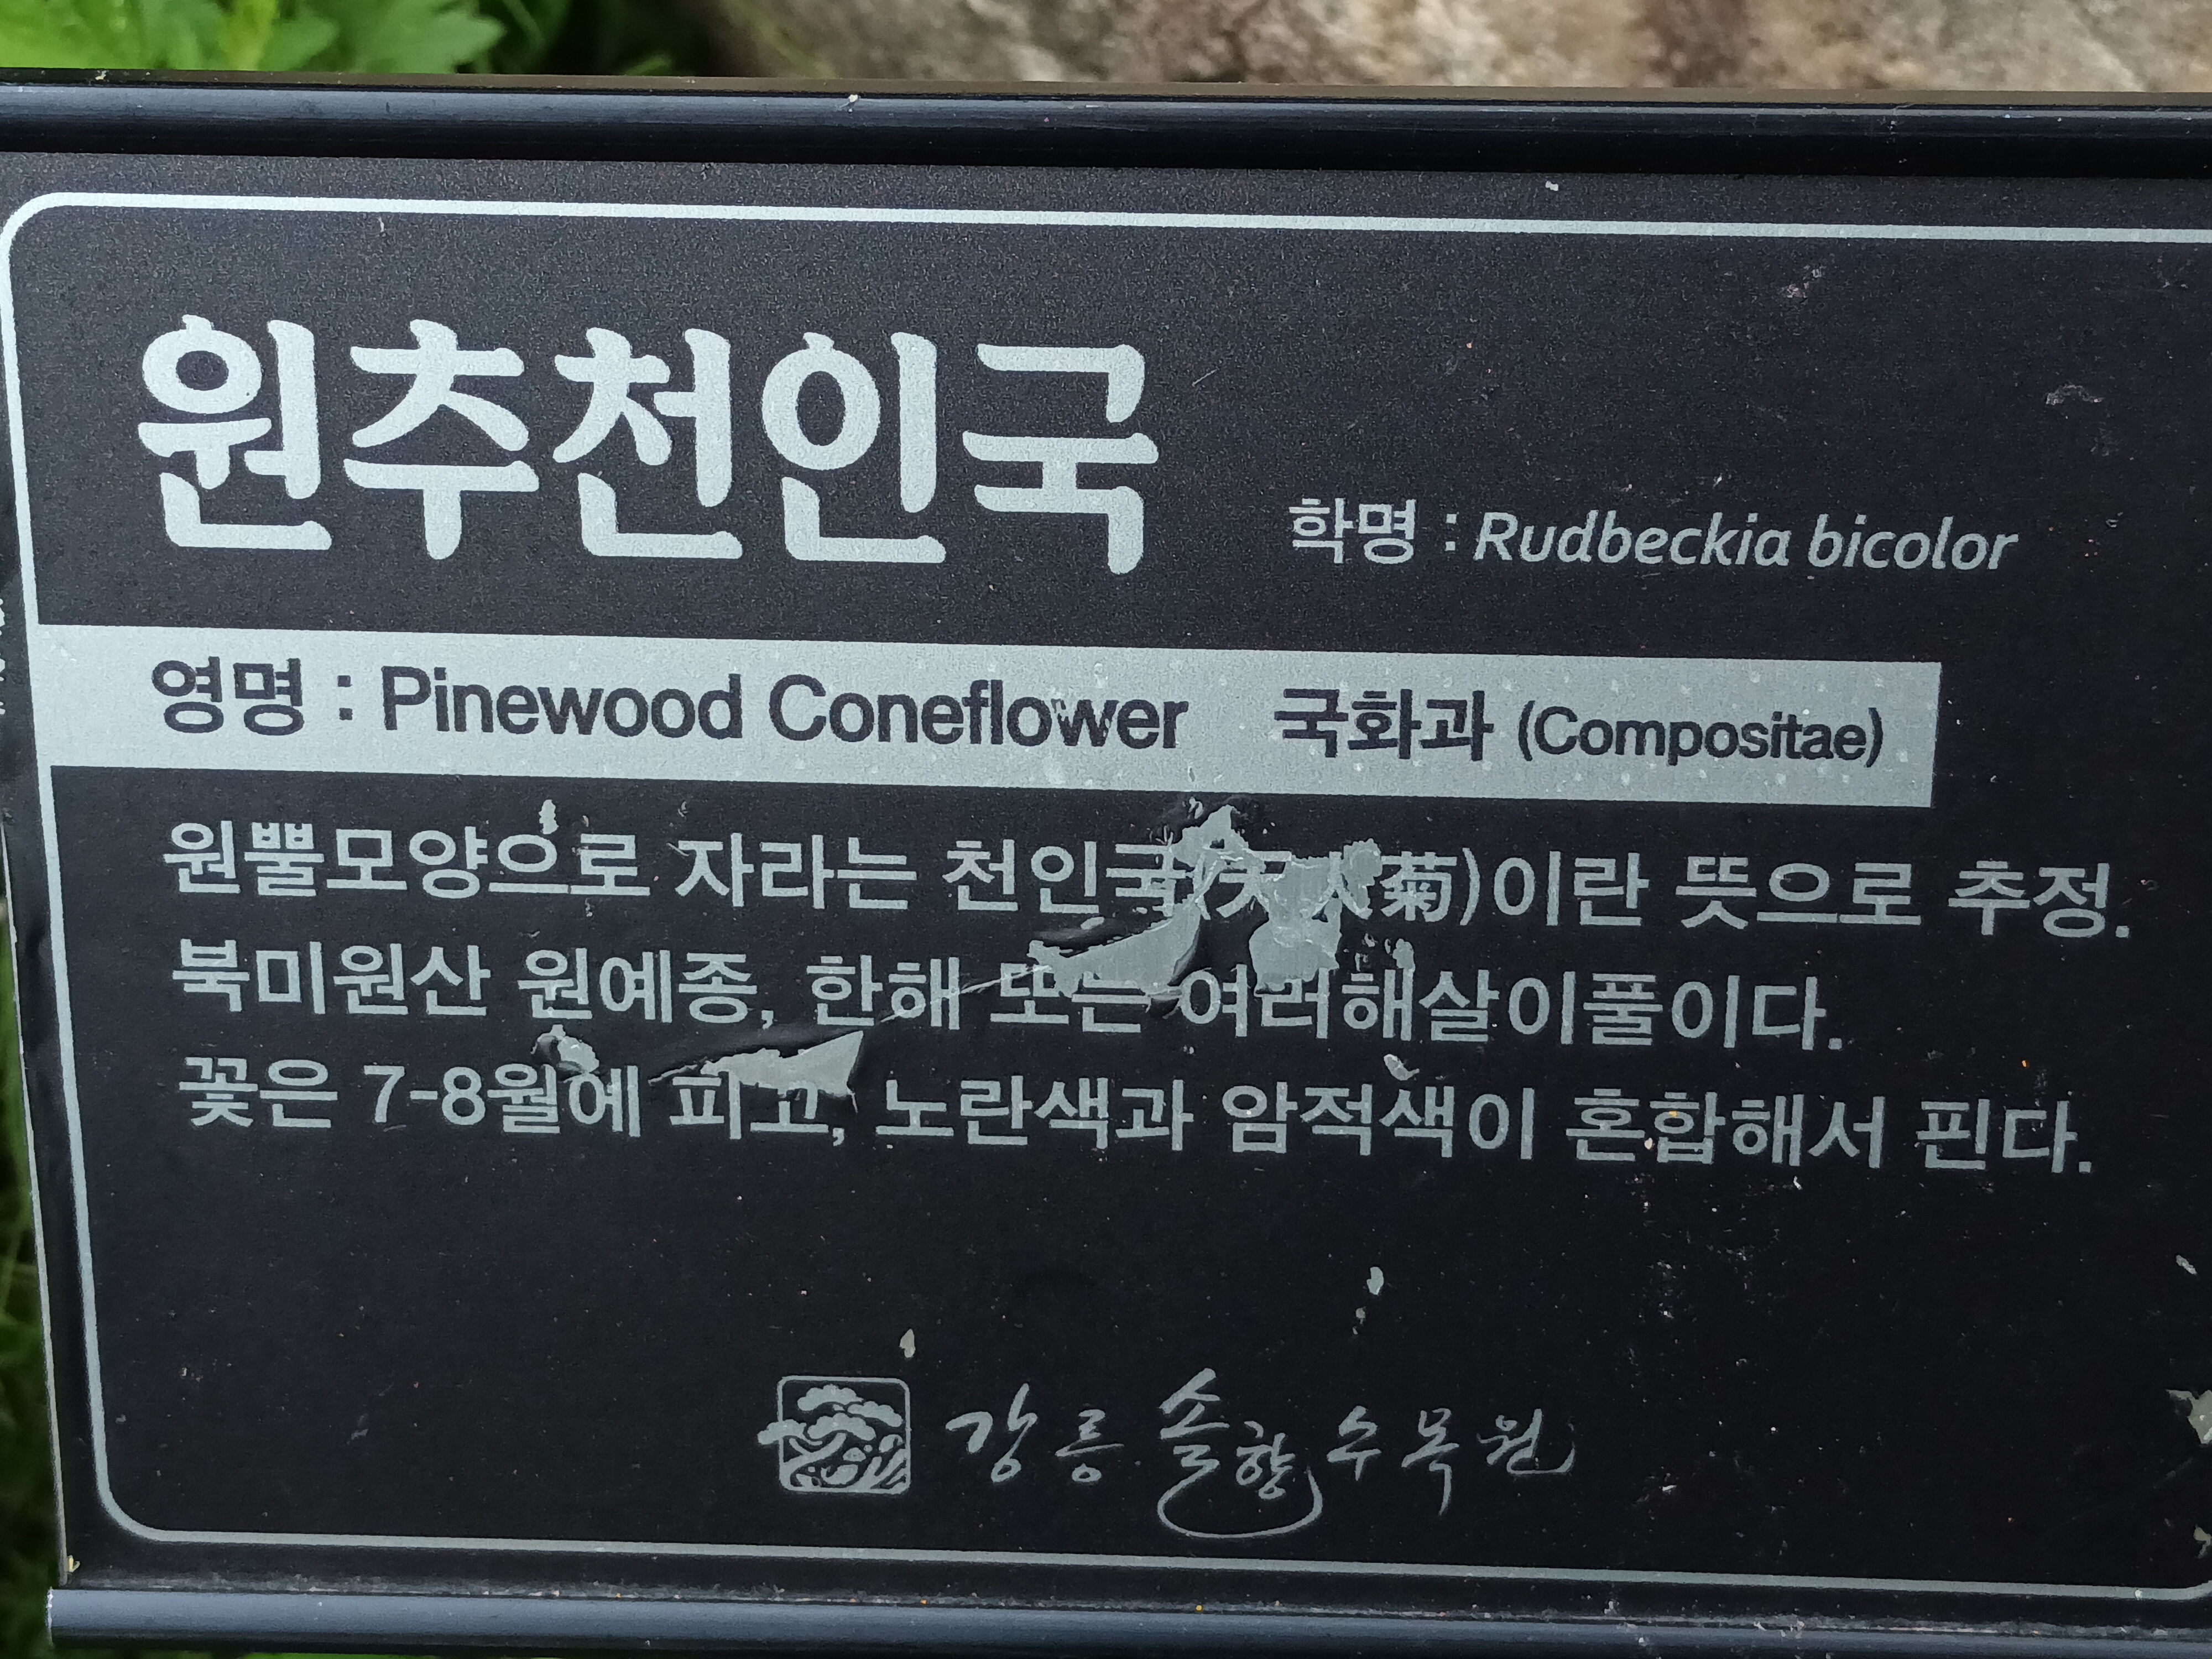 원추천인국 학명 : Rudbeckia bicolor
영명 : Pinewood Coneflower 국화과 (Compositae)
원뿔모양으로 자라는 천인국(天人菊)이란 뜻으로 추정.
북미원산 원예종, 한해 또는 여러해살이풀이다.
꽃은 7-8월에 피고, 노란색과 암적색이 혼합해서 핀다.
강릉 솔향 수목원